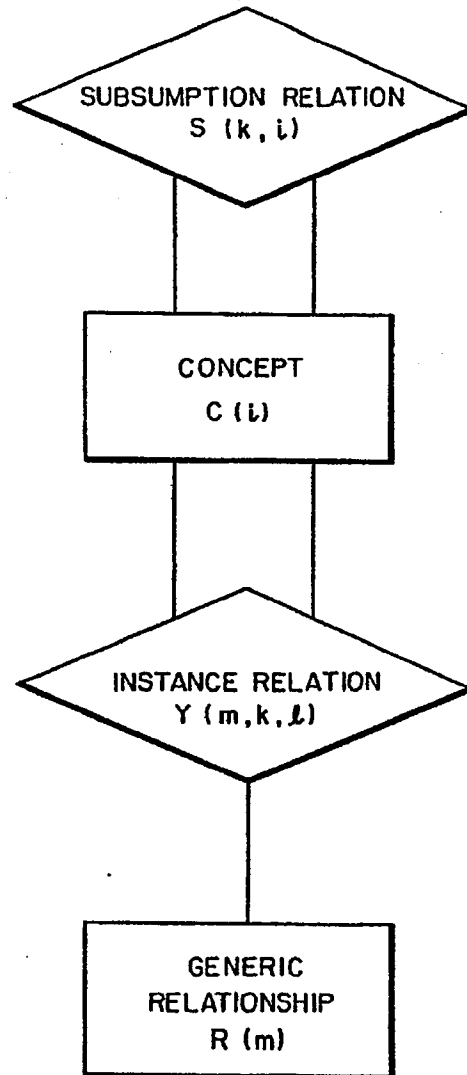 SUBSUMPTION RELATION
S (k, i)
CONCEPT
C (i)
INSTANCE RELATION
Y (m, k, l)
GENERIC
RELATIONSHIP
R (m)